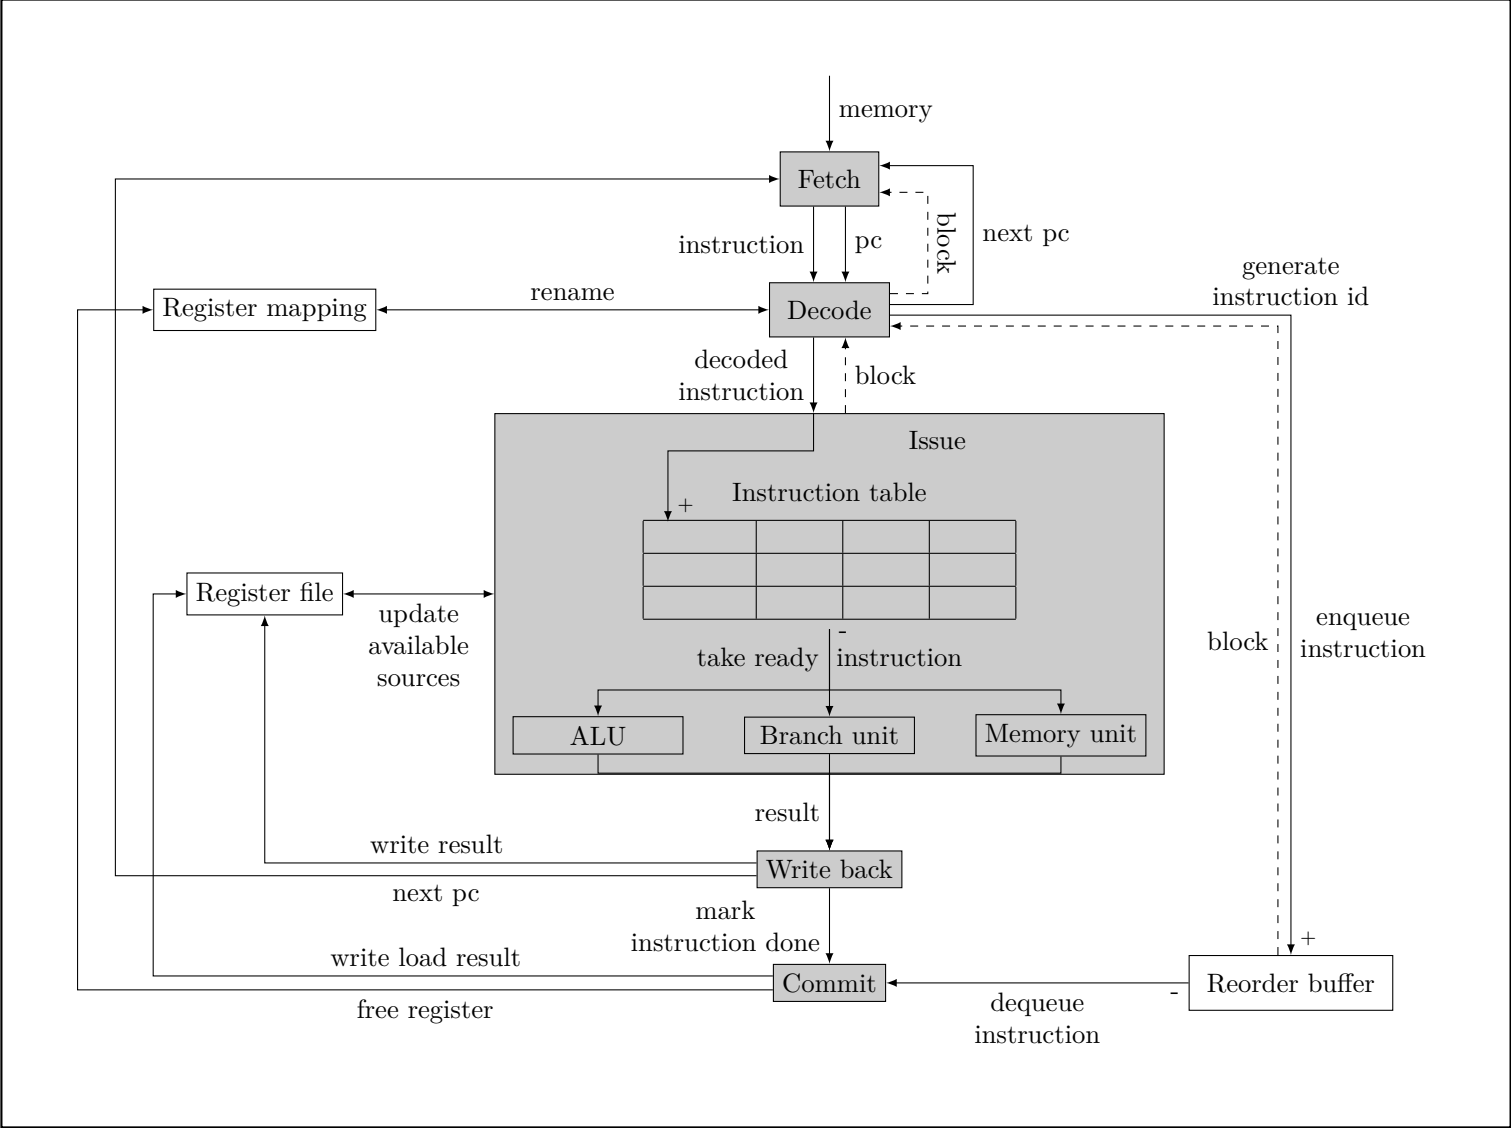 memory
Fetch
instruction
pc
block
next pc
generate
instruction id
Register mapping
rename
Decode
decoded
instruction
block
Issue
Instruction table
+
Register file
update
available
sources
-
take ready
instruction
block
enqueue
instruction
ALU
Branch unit
Memory unit
result
write result
Write back
next pc
mark
instruction done
+
write load result
Commit
Reorder buffer
-
free register
dequeue
instruction